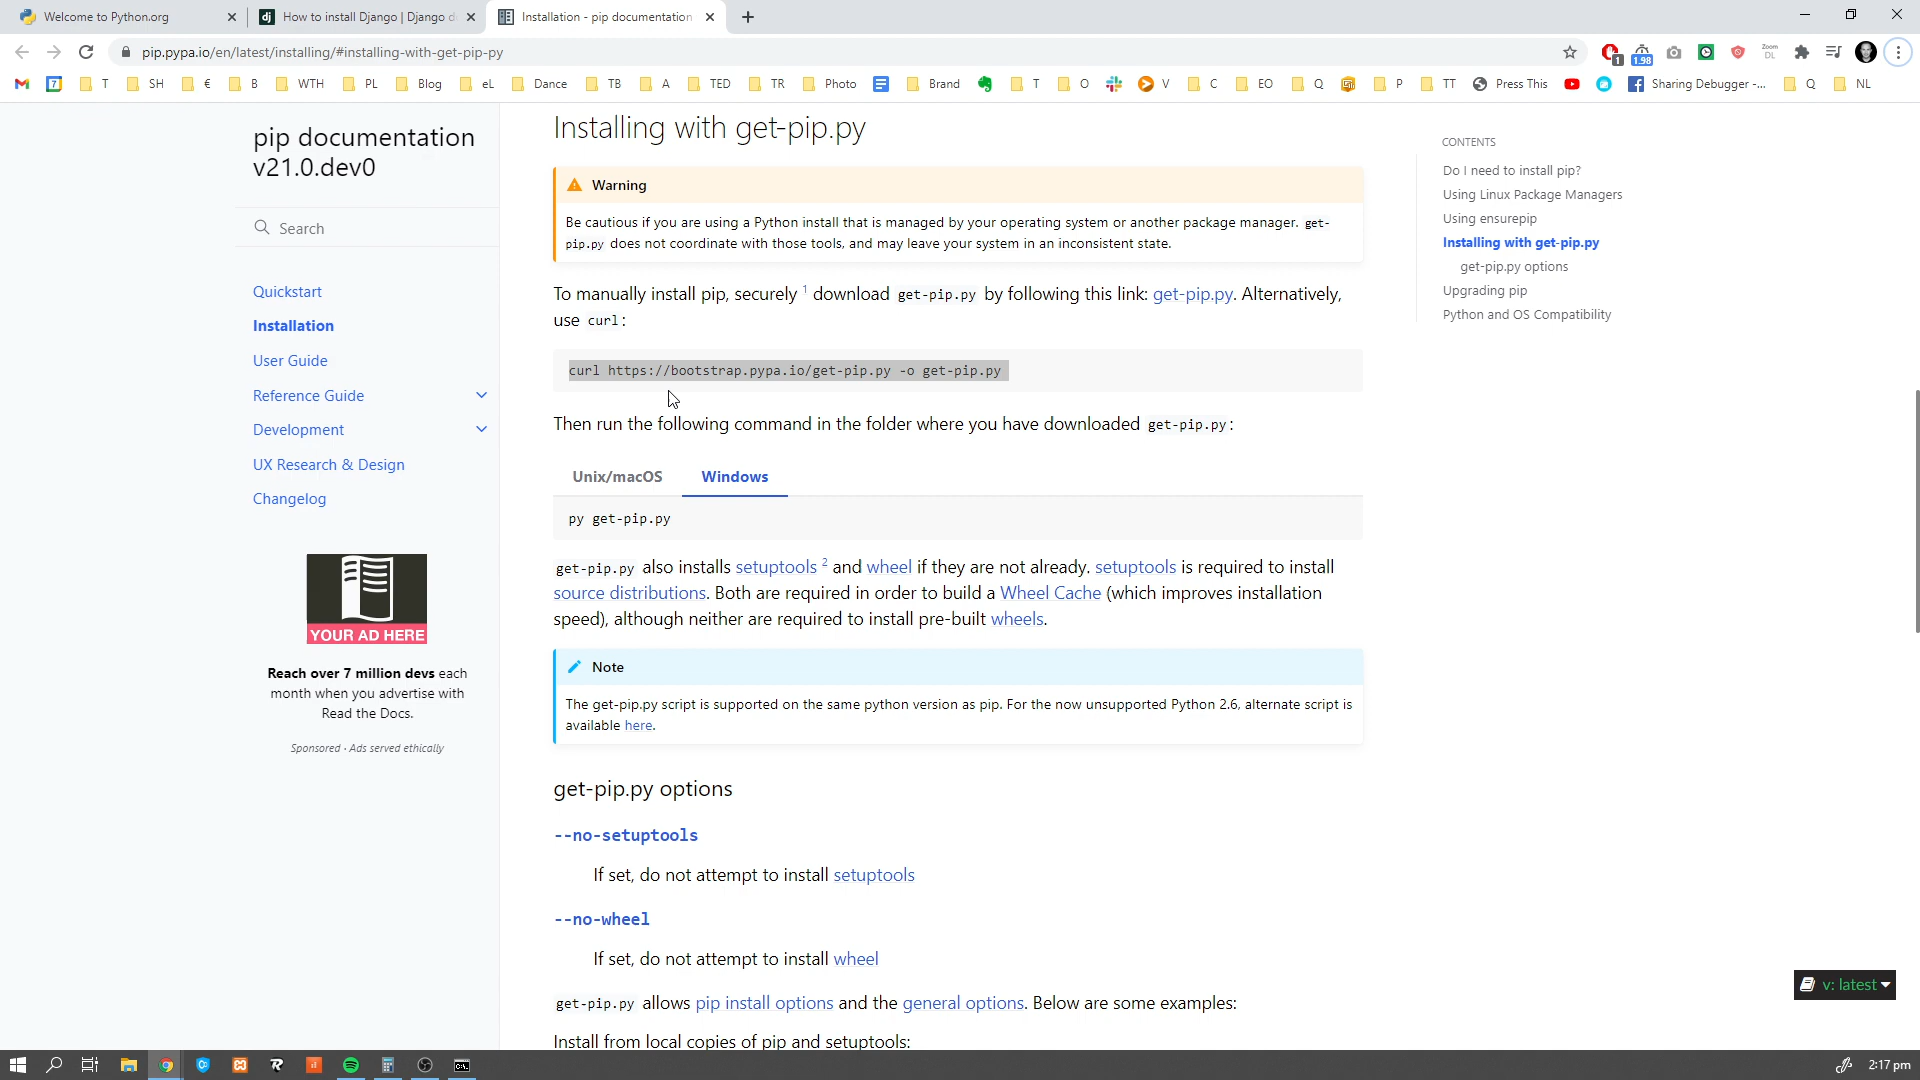 Welcome to Python.org
How to install Django | Django d
Installation - pip documentation
pip.pypa.io/en/latest/installing/#installing-with-get-pip-py
1
1.98
Zoom
DL
7
T
SH
€
B
WTH
PL
Blog
eL
Dance
TB
A
TED
TR
Photo
Brand
T
O
V
C
EO
Q
P
TT
Press This
Sharing Debugger -...
Q
NL
pip documentation
v21.0.dev0
Search
Quickstart
Installation
User Guide
Reference Guide
Development
UX Research & Design
Changelog
YOUR AD HERE
Reach over 7 million devs each
month when you advertise with
Read the Docs.
Sponsored · Ads served ethically
Installing with get-pip.py
Warning
Be cautious if you are using a Python install that is managed by your operating system or another package manager. get-
pip.py does not coordinate with those tools, and may leave your system in an inconsistent state.
To manually install pip, securely 1 download get-pip.py by following this link: get-pip.py. Alternatively,
use curl:
curl https://bootstrap.pypa.io/get-pip.py -o get-pip.py
Then run the following command in the folder where you have downloaded get-pip.py:
Unix/macOS
Windows
py get-pip.py
get-pip.py also installs setuptools 2 and wheel if they are not already. setuptools is required to install
source distributions. Both are required in order to build a Wheel Cache (which improves installation
speed), although neither are required to install pre-built wheels.
Note
The get-pip.py script is supported on the same python version as pip. For the now unsupported Python 2.6, alternate script is
available here.
get-pip.py options
--no-setuptools
If set, do not attempt to install setuptools
--no-wheel
If set, do not attempt to install wheel
get-pip.py allows pip install options and the general options. Below are some examples:
Install from local copies of pip and setuptools:
CONTENTS
Do I need to install pip?
Using Linux Package Managers
Using ensurepip
Installing with get-pip.py
get-pip.py options
Upgrading pip
Python and OS Compatibility
v: latest
2:17 pm